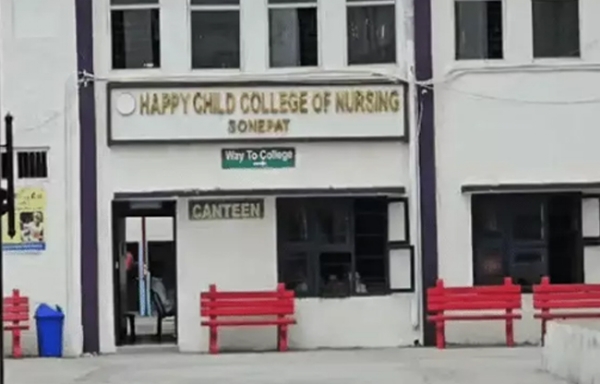 HAPPY CHILD COLLEGE OF NURSING
SONEPAT
Way To College
CANTEEN